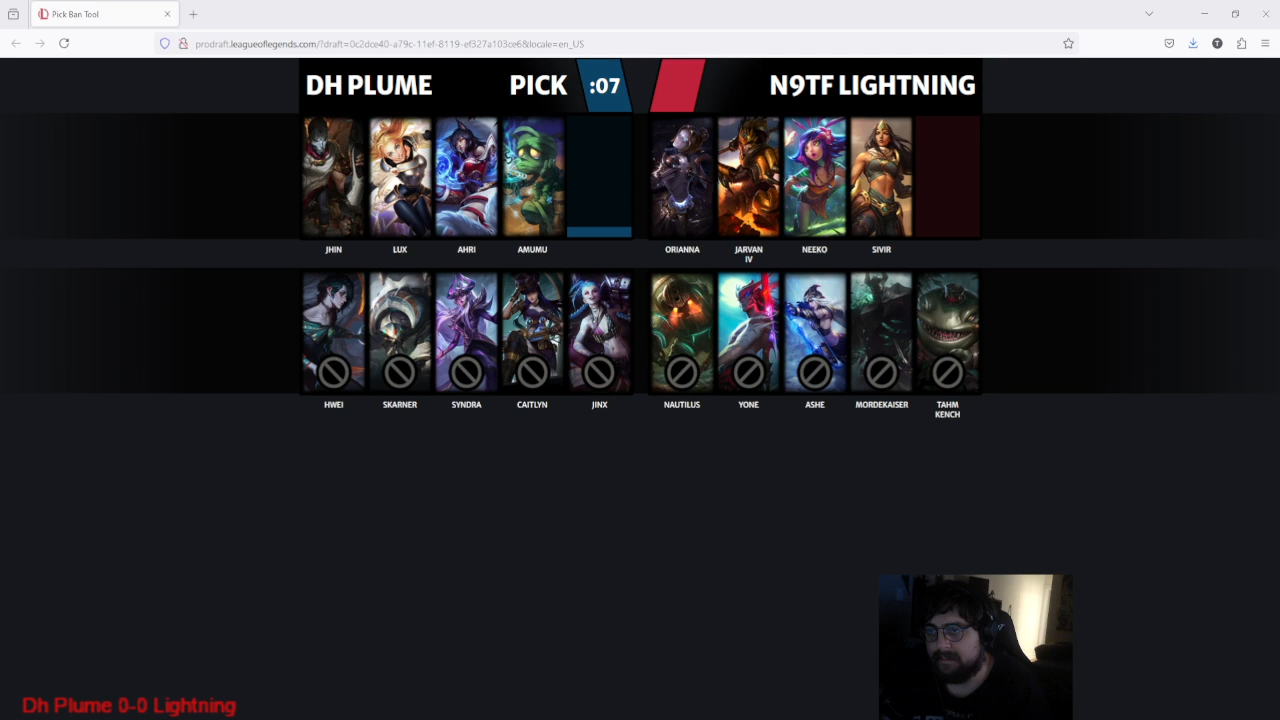 Pick Ban Tool
prodraft.leagueoflegends.com/?draft=0c2dce40-a79c-11ef-8119-ef327a103ce6&locale=en_US
DH PLUME PICK :07 N9TF LIGHTNING
JHIN LUX AHRI AMUMU ORIANNA JARVAN IV NEEKO SIVIR
HWEI SKARNER SYNDRA CAITLYN JINX NAUTILUS YONE ASHE MORDEKAISER TAHM KENCH
Dh Plume 0-0 Lightning